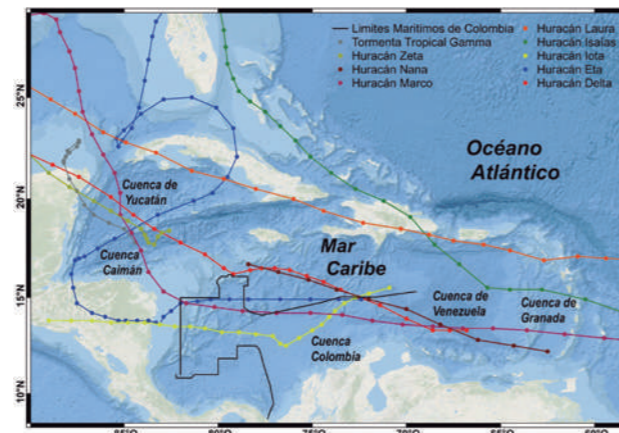 Limites Marítimos de Colombia
Tormenta Tropical Gamma
Huracán Zeta
Huracán Nana
Huracán Marco
Huracán Laura
Huracán Isaías
Huracán Iota
Huracán Eta
Huracán Delta
25°N
20°N
15°N
10°N
Océano
Atlántico
Cuenca de
Yucatán
Cuenca
Caimán
Mar
Caribe
Cuenca de
Venezuela
Cuenca de
Granada
Cuenca
Colombia